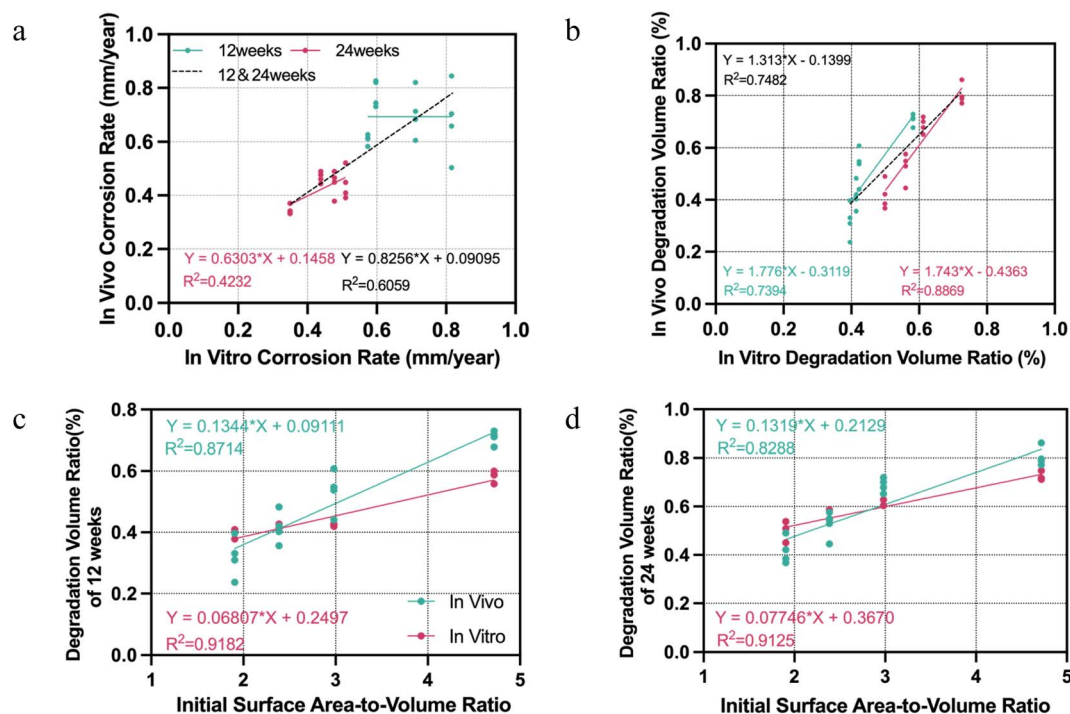 a
In Vivo Corrosion Rate (mm/year)
1.0
0.8
0.6
0.4
0.2
0.0
12weeks
24weeks
12 & 24weeks
Y = 0.6303*X + 0.1458
R²=0.4232
Y = 0.8256*X + 0.09095
R²=0.6059
0.0 0.2 0.4 0.6 0.8 1.0
In Vitro Corrosion Rate (mm/year)
b
In Vivo Degradation Volume Ratio (%)
1.0
0.8
0.6
0.4
0.2
0.0
Y = 1.313*X - 0.1399
R²=0.7482
Y = 1.776*X - 0.3119
R²=0.7394
Y = 1.743*X - 0.4363
R²=0.8869
0.0 0.2 0.4 0.6 0.8 1.0
In Vitro Degradation Volume Ratio (%)
c
Degradation Volume Ratio(%)
of 12 weeks
0.8
0.6
0.4
0.2
0.0
Y = 0.1344*X + 0.09111
R²=0.8714
In Vivo
In Vitro
Y = 0.06807*X + 0.2497
R²=0.9182
1 2 3 4 5
Initial Surface Area-to-Volume Ratio
d
Degradation Volume Ratio(%)
of 24 weeks
1.0
0.8
0.6
0.4
0.2
0.0
Y = 0.1319*X + 0.2129
R²=0.8288
Y = 0.07746*X + 0.3670
R²=0.9125
1 2 3 4 5
Initial Surface Area-to-Volume Ratio